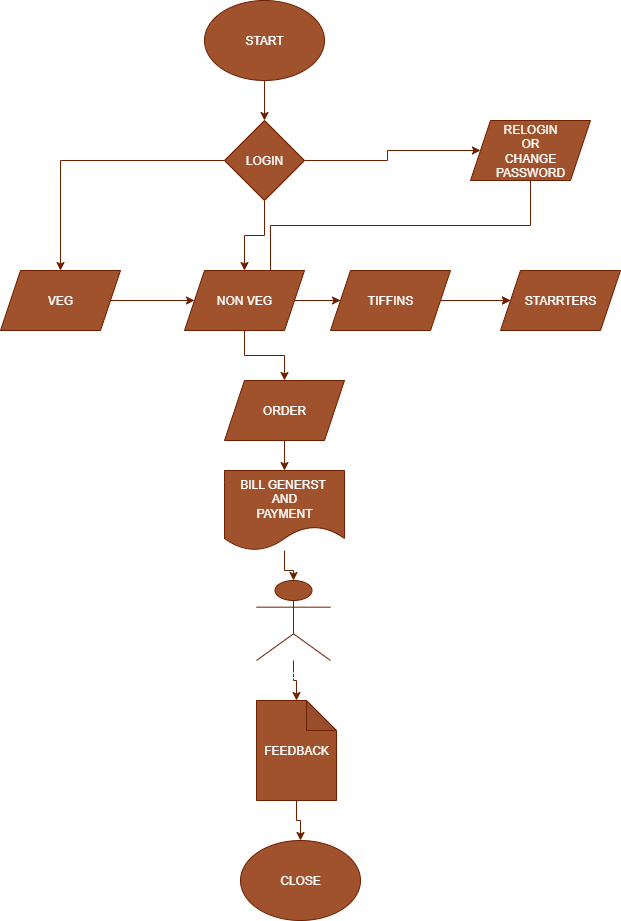 START
LOGIN
RELOGIN
OR
CHANGE
PASSWORD
VEG
NON VEG
TIFFINS
STARRTERS
ORDER
BILL GENERST
AND
PAYMENT
FEEDBACK
CLOSE